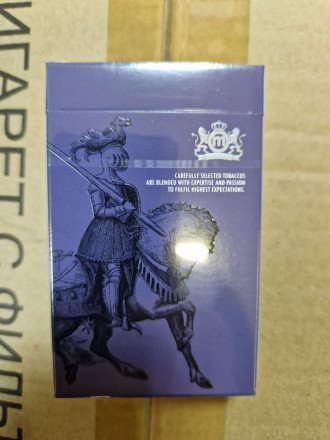 ИГАРЕТ С ФИЛЬТ
CAREFULLY SELECTED TOBACCOS
ARE BLENDED WITH EXPERTISE AND PASSION
TO FULFIL HIGHEST EXPECTATIONS.